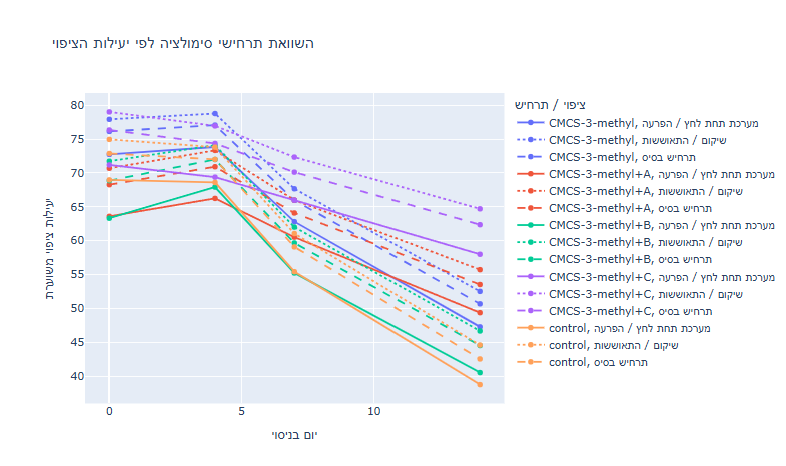 השוואת תרחישי סימולציה לפי יעילות הציפוי
ציפוי / תרחיש
CMCS-3-methyl, מערכת תחת לחץ / הפרעה
CMCS-3-methyl, שיקום / התאוששות
CMCS-3-methyl, תרחיש בסיס
CMCS-3-methyl+A, מערכת תחת לחץ / הפרעה
CMCS-3-methyl+A, שיקום / התאוששות
CMCS-3-methyl+A, תרחיש בסיס
CMCS-3-methyl+B, מערכת תחת לחץ / הפרעה
CMCS-3-methyl+B, שיקום / התאוששות
CMCS-3-methyl+B, תרחיש בסיס
CMCS-3-methyl+C, מערכת תחת לחץ / הפרעה
CMCS-3-methyl+C, שיקום / התאוששות
CMCS-3-methyl+C, תרחיש בסיס
control, מערכת תחת לחץ / הפרעה
control, שיקום / התאוששות
control, תרחיש בסיס
יעילות ציפוי משוערת
80
75
70
65
60
55
50
45
40
0
5
10
יום בניסוי